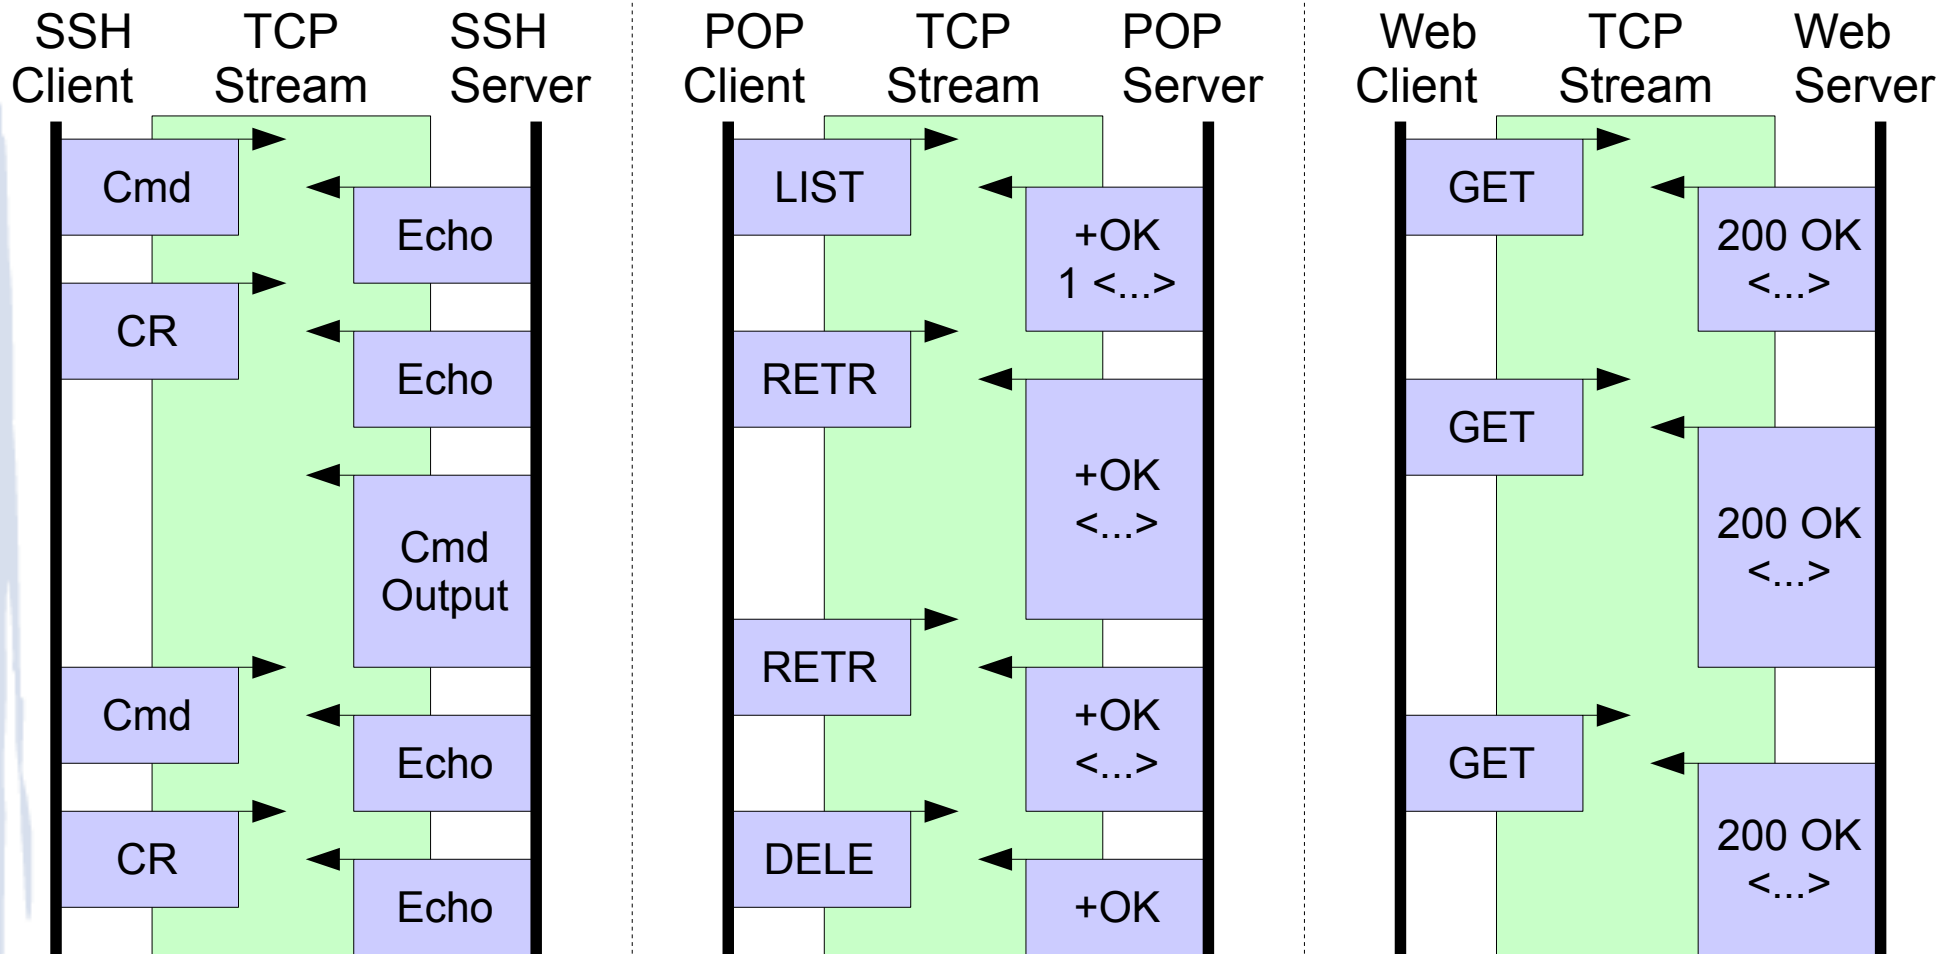 SSH
Client
TCP
Stream
SSH
Server
Cmd
Echo
CR
Echo
Cmd
Output
Cmd
Echo
CR
Echo
POP
Client
TCP
Stream
POP
Server
LIST
+OK
1 <...>
RETR
+OK
<...>
RETR
+OK
<...>
DELE
+OK
Web
Client
TCP
Stream
Web
Server
GET
200 OK
<...>
GET
200 OK
<...>
GET
200 OK
<...>